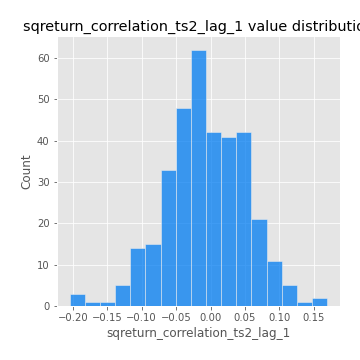 sqreturn_correlation_ts2_lag_1 value distributio
60
50
40
30
20
10
0
Count
−0.20 −0.15 −0.10 −0.05 0.00 0.05 0.10 0.15
sqreturn_correlation_ts2_lag_1